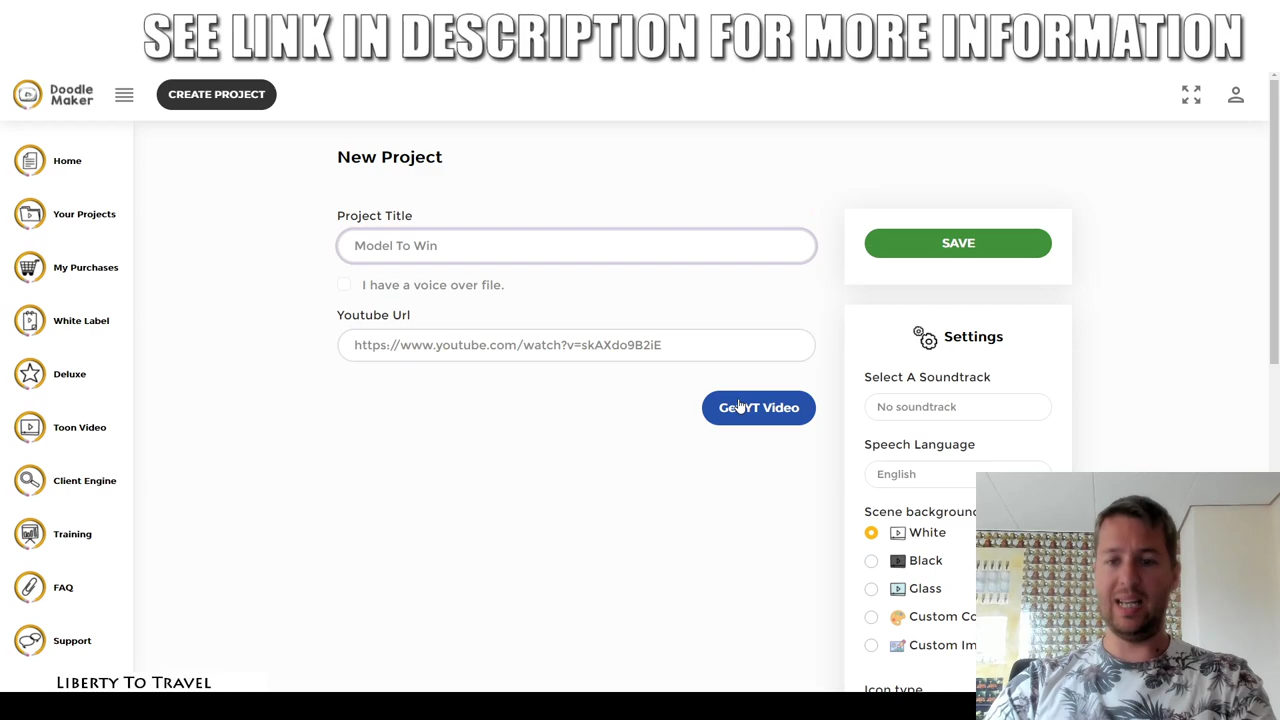 SEE LINK IN DESCRIPTION FOR MORE INFORMATION
Doodle
Maker
CREATE PROJECT
Home
Your Projects
My Purchases
White Label
Deluxe
Toon Video
Client Engine
Training
FAQ
Support
LIBERTY TO TRAVEL
New Project
Project Title
Model To Win
I have a voice over file.
Youtube Url
https://www.youtube.com/watch?v=skAXdo9B2iE
Get YT Video
SAVE
Settings
Select A Soundtrack
No soundtrack
Speech Language
English
Scene background
White
Black
Glass
Custom Co
Custom Im
Icon type